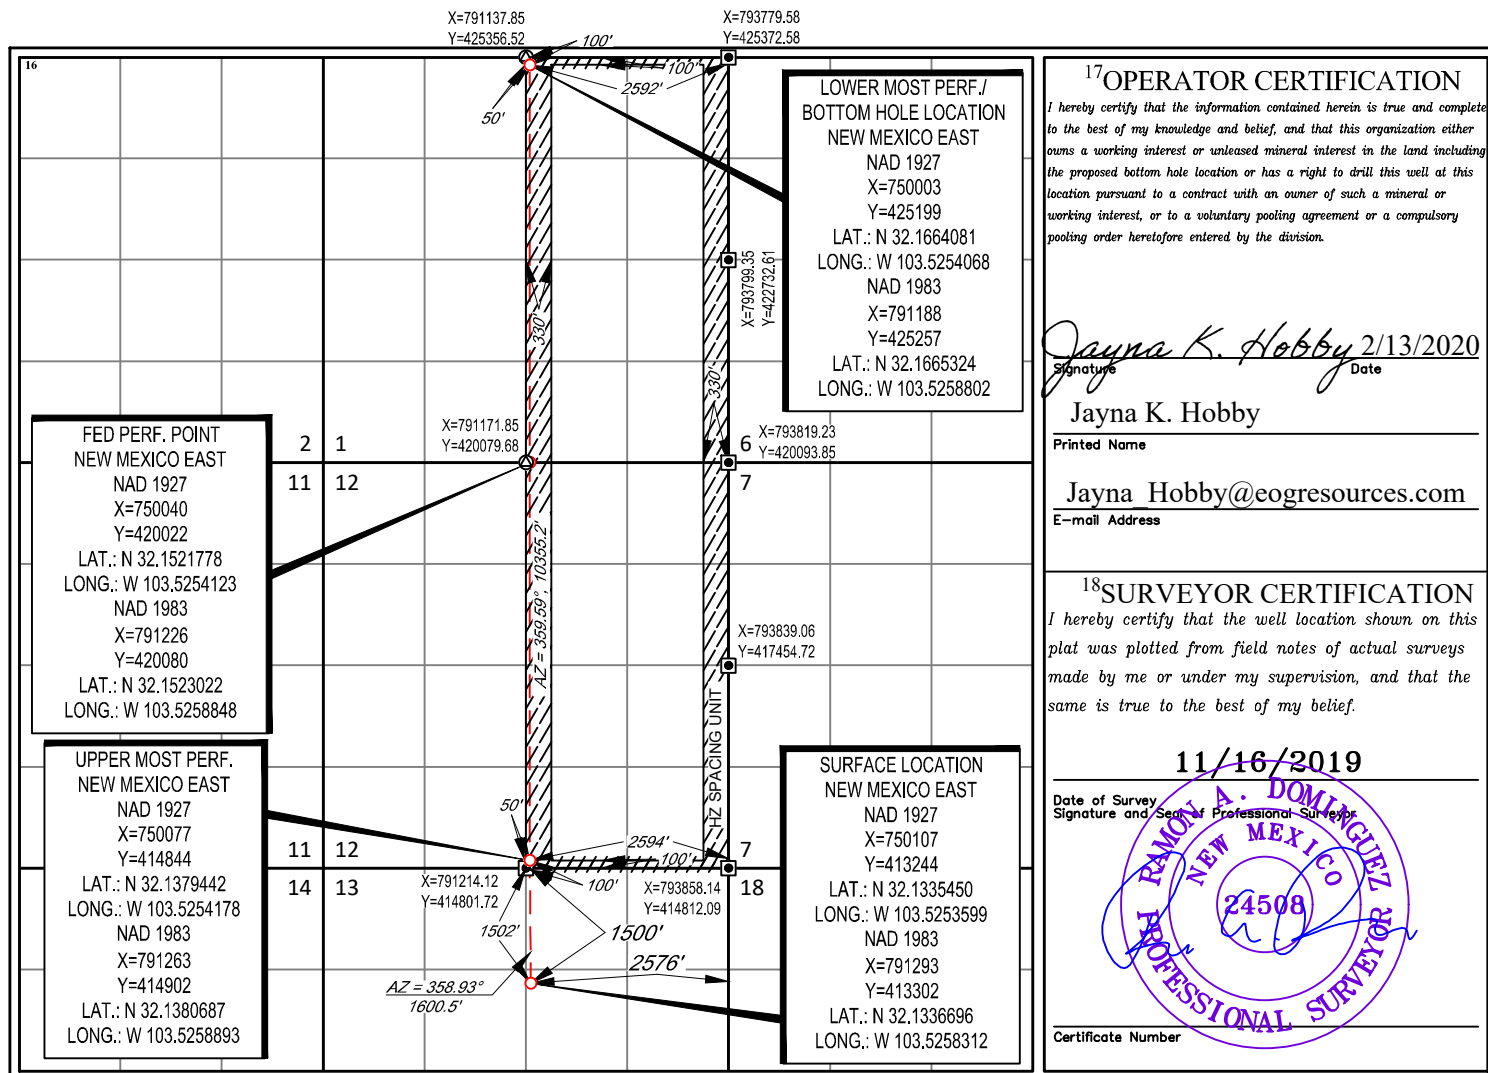 X=791137.85
Y=425356.52
X=793779.58
Y=425372.58
16
100'
100'
2592'
50'
LOWER MOST PERF./
BOTTOM HOLE LOCATION
NEW MEXICO EAST
NAD 1927
X=750003
Y=425199
LAT.: N 32.1664081
LONG.: W 103.5254068
NAD 1983
X=791188
Y=425257
LAT.: N 32.1665324
LONG.: W 103.5258802
X=793799.35
Y=422732.61
330'
330'
FED PERF. POINT
NEW MEXICO EAST
NAD 1927
X=750040
Y=420022
LAT.: N 32.1521778
LONG.: W 103.5254123
NAD 1983
X=791226
Y=420080
LAT.: N 32.1523022
LONG.: W 103.5258848
2 1
11 12
X=791171.85
Y=420079.68
6
7
X=793819.23
Y=420093.85
AZ = 359.59°, 10355.2'
X=793839.06
Y=417454.72
HZ SPACING UNIT
UPPER MOST PERF.
NEW MEXICO EAST
NAD 1927
X=750077
Y=414844
LAT.: N 32.1379442
LONG.: W 103.5254178
NAD 1983
X=791263
Y=414902
LAT.: N 32.1380687
LONG.: W 103.5258893
50'
2594'
100'
100'
11 12
14 13
7
18
X=791214.12
Y=414801.72
X=793858.14
Y=414812.09
1502'
1500'
2576'
AZ = 358.93°
1600.5'
SURFACE LOCATION
NEW MEXICO EAST
NAD 1927
X=750107
Y=413244
LAT.: N 32.1335450
LONG.: W 103.5253599
NAD 1983
X=791293
Y=413302
LAT.: N 32.1336696
LONG.: W 103.5258312
17 OPERATOR CERTIFICATION
I hereby certify that the information contained herein is true and complete
to the best of my knowledge and belief, and that this organization either
owns a working interest or unleased mineral interest in the land including
the proposed bottom hole location or has a right to drill this well at this
location pursuant to a contract with an owner of such a mineral or
working interest, or to a voluntary pooling agreement or a compulsory
pooling order heretofore entered by the division.
Jayna K. Hobby 2/13/2020
Signature Date
Jayna K. Hobby
Printed Name
Jayna_Hobby@eogresources.com
E-mail Address
18 SURVEYOR CERTIFICATION
I hereby certify that the well location shown on this
plat was plotted from field notes of actual surveys
made by me or under my supervision, and that the
same is true to the best of my belief.
11/16/2019
Date of Survey
Signature and Seal of Professional Surveyor
RAMON A. DOMINGUEZ
NEW MEXICO
24508
PROFESSIONAL SURVEYOR
Certificate Number